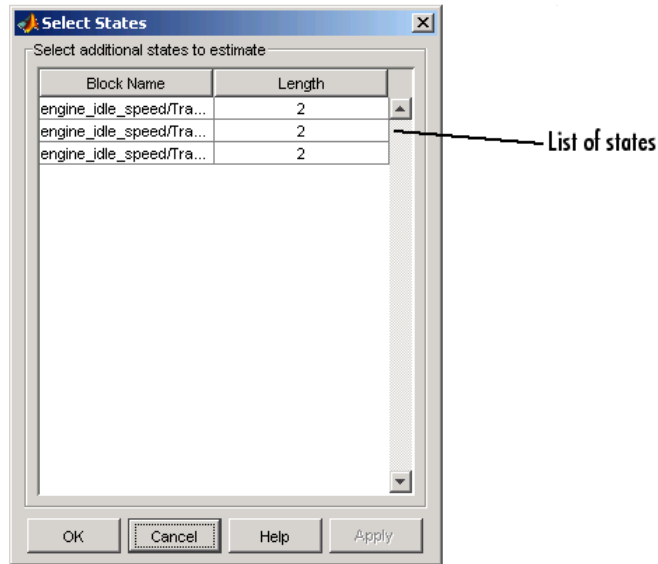 Select States
Select additional states to estimate
Block Name Length
engine_idle_speed/Tra... 2
engine_idle_speed/Tra... 2
engine_idle_speed/Tra... 2
List of states
OK Cancel Help Apply